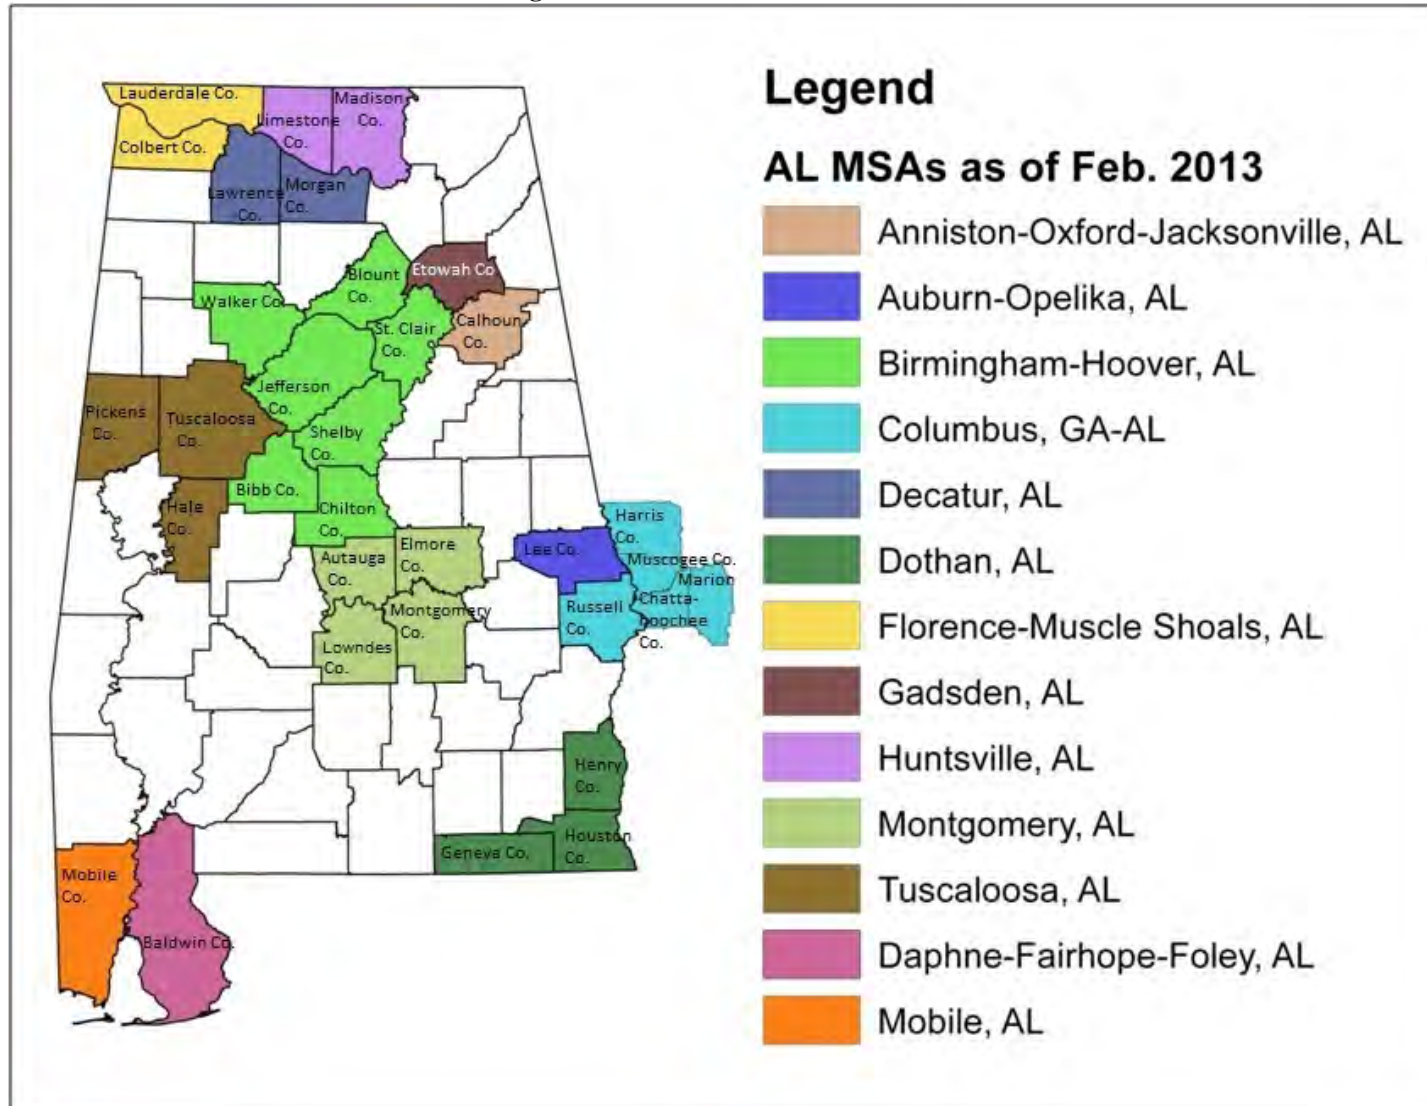 Legend
AL MSAs as of Feb. 2013
Anniston-Oxford-Jacksonville, AL
Auburn-Opelika, AL
Birmingham-Hoover, AL
Columbus, GA-AL
Decatur, AL
Dothan, AL
Florence-Muscle Shoals, AL
Gadsden, AL
Huntsville, AL
Montgomery, AL
Tuscaloosa, AL
Daphne-Fairhope-Foley, AL
Mobile, AL
Lauderdale Co.
Colbert Co.
Limestone
Co.
Madison
Co.
Lawrence
Co.
Morgan
Co.
Blount
Co.
Etowah Co
Walker Co.
St. Clair
Co.
Calhoun
Co.
Jefferson
Co.
Pickens
Co.
Tuscaloosa
Co.
Shelby
Co.
Bibb Co.
Chilton
Co.
Hale
Co.
Autauga
Co.
Elmore
Co.
Lee Co.
Harris
Co.
Muscogee Co.
Marion
Chatta-
hoochee
Co.
Russell
Co.
Montgomery
Co.
Lowndes
Co.
Henry
Co.
Houston
Co.
Geneva Co.
Mobile
Co.
Baldwin Co.